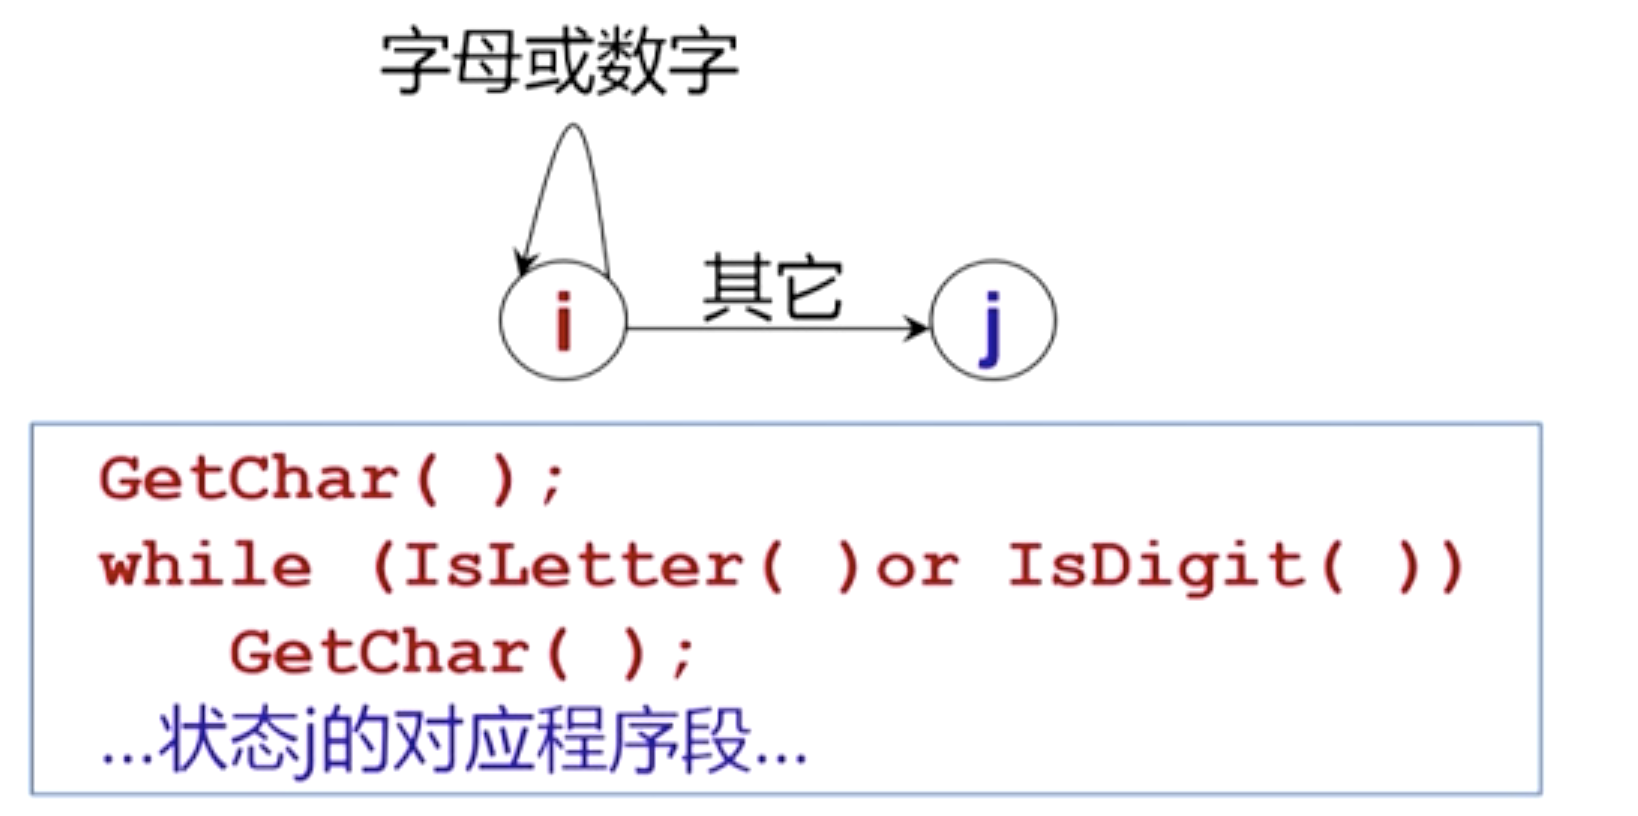 字母或数字
其它
i
j
GetChar( );
while (IsLetter( )or IsDigit( ))
GetChar( );
…状态j的对应程序段…